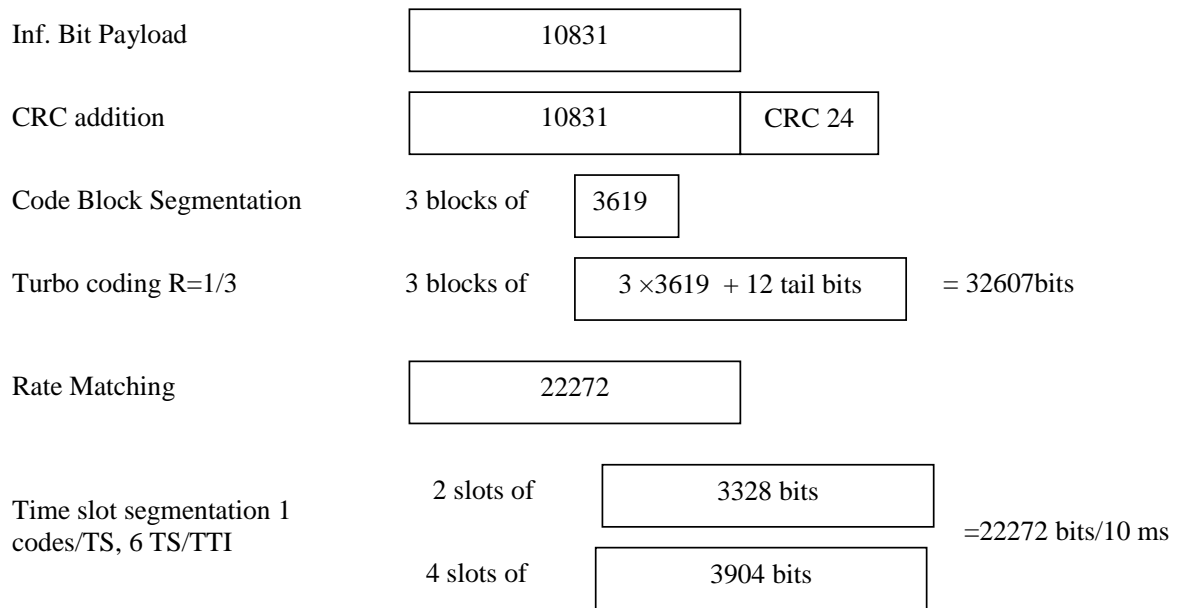 Inf. Bit Payload 10831
CRC addition 10831 CRC 24
Code Block Segmentation 3 blocks of 3619
Turbo coding R=1/3 3 blocks of 3 ×3619 + 12 tail bits = 32607bits
Rate Matching 22272
2 slots of 3328 bits
Time slot segmentation 1
codes/TS, 6 TS/TTI
=22272 bits/10 ms
4 slots of 3904 bits